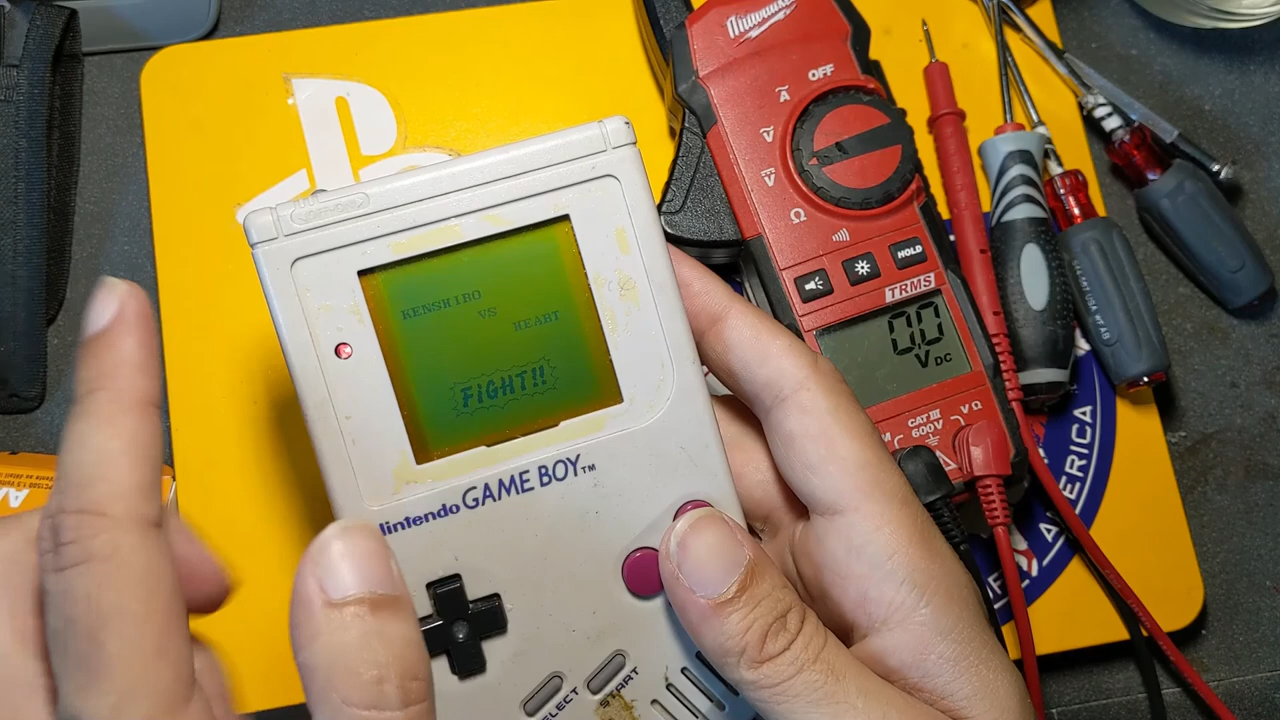 Milwaukee
OFF
HOLD
TRMS
0.0
V DC
CAT III
600V
V Ω
Ω
KENSHIRO
VS
HEART
FIGHT!!
Nintendo GAME BOY™
SELECT
START
AMERICA